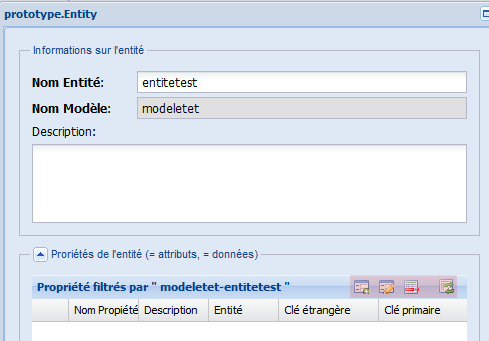 prototype.Entity
Informations sur l'entité
Nom Entité:
entitetest
Nom Modèle:
modeletet
Description:
Proriétés de l'entité (= attributs, = données)
Propriété filtrés par " modeletet-entitetest "
Nom Propiété Description Entité Clé étrangère Clé primaire